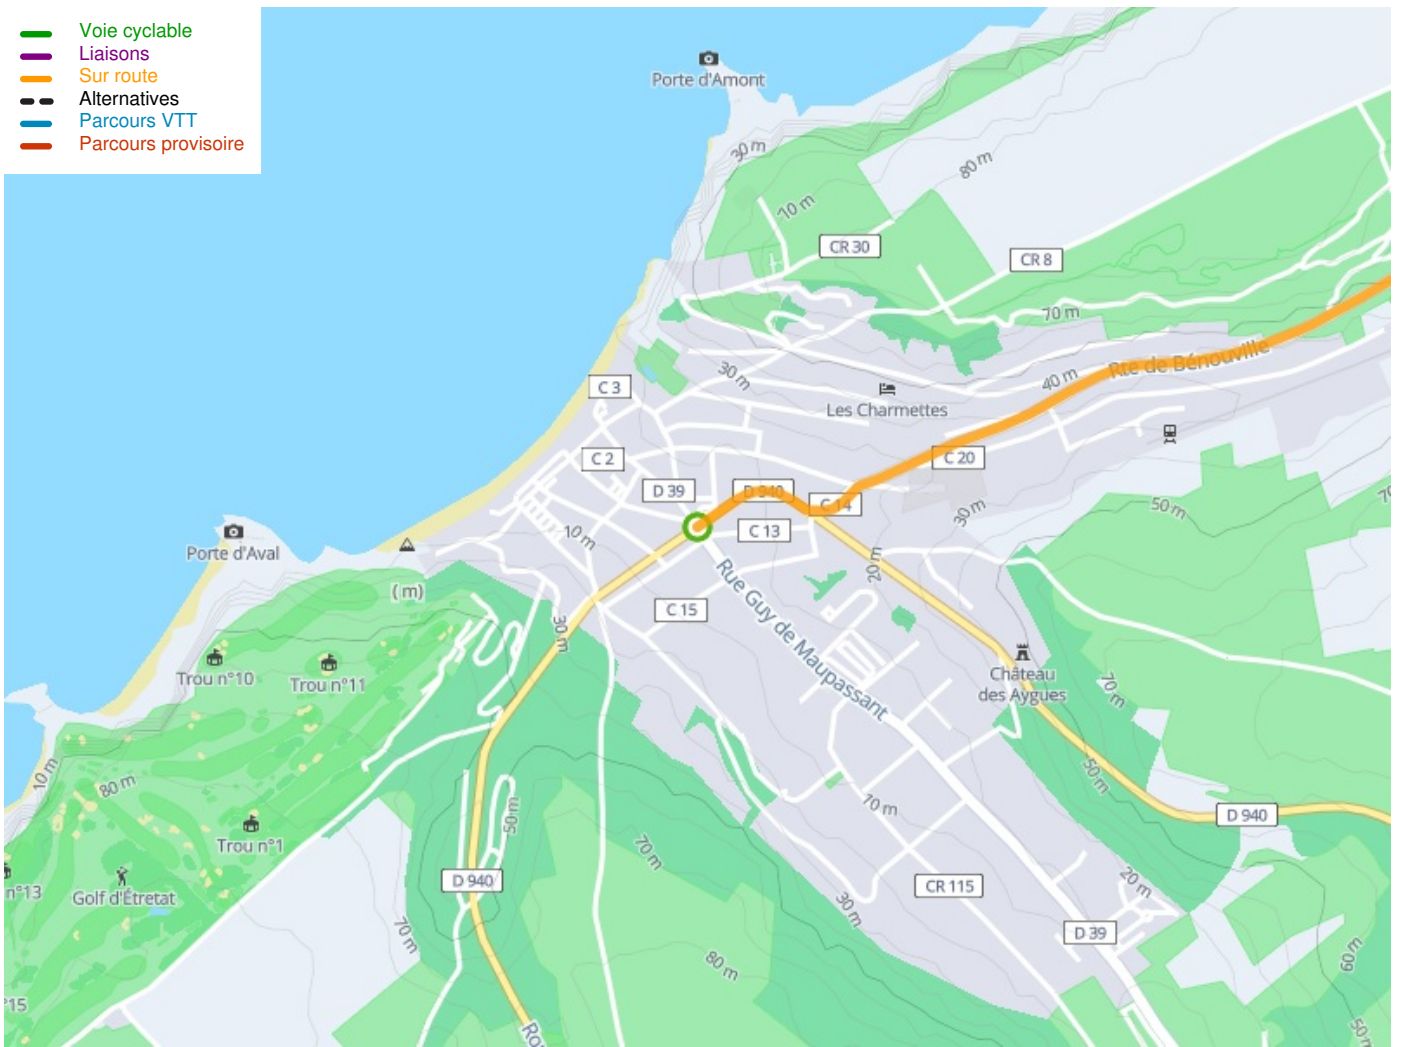 Voie cyclable
Liaisons
Sur route
Alternatives
Parcours VTT
Parcours provisoire
Porte d'Amont
30 m
80 m
70 m
CR 30
CR 8
70 m
Rte de Bénouville
30 m
40 m
C 3
Les Charmettes
C 2
C 20
D 39
D 940
C 14
50 m
30 m
10 m
C 13
Porte d'Aval
20 m
( m)
Rue Guy de Maupassant
C 15
30 m
Trou n°10
Trou n°11
Château
des Aygues
70 m
10 m
80 m
50 m
50 m
10 m
D 940
Trou n°1
70 m
D 940
n°13
Golf d'Étretat
CR 115
20 m
30 m
70 m
D 39
80 m
60 m
°15
50 m